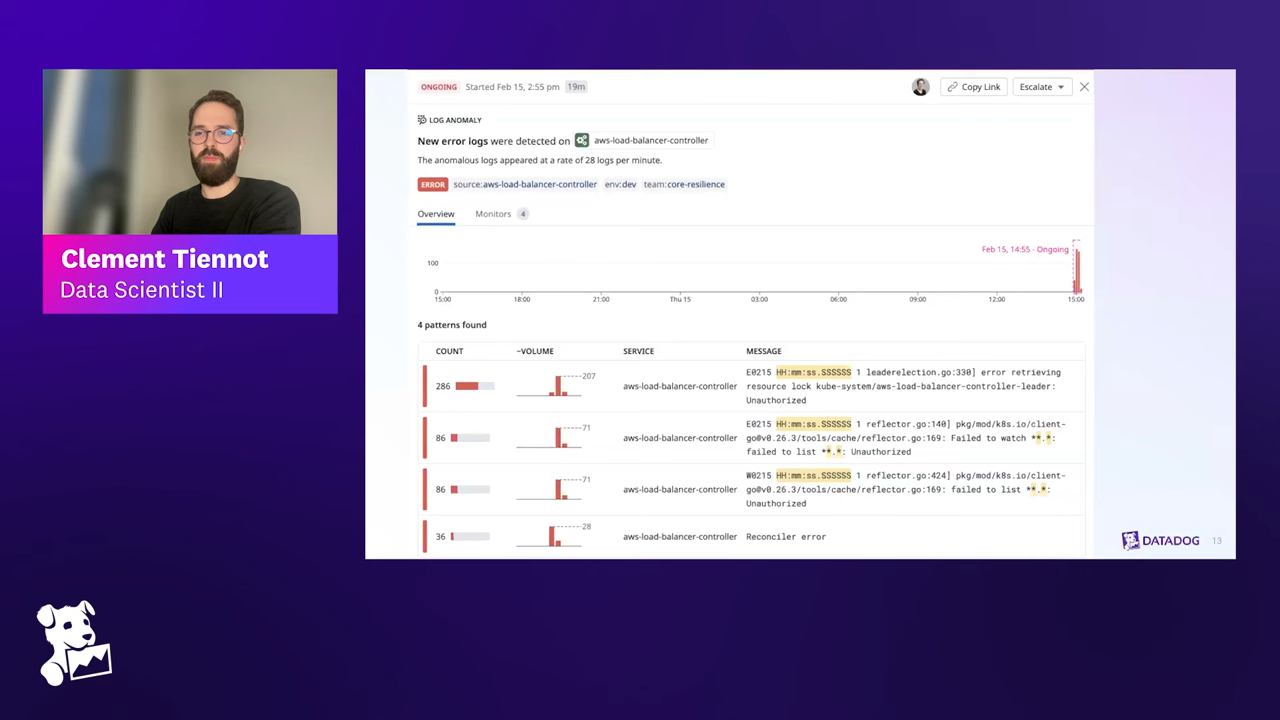 Clement Tiennot
Data Scientist II
ONGOING Started Feb 15, 2:55 pm 19m Copy Link Escalate
LOG ANOMALY
New error logs were detected on aws-load-balancer-controller
The anomalous logs appeared at a rate of 28 logs per minute.
ERROR source:aws-load-balancer-controller env:dev team:core-resilience
Overview Monitors 4
Feb 15, 14:55 - Ongoing
100
0
15:00 18:00 21:00 Thu 15 03:00 06:00 09:00 12:00 15:00
4 patterns found
COUNT ~VOLUME SERVICE MESSAGE
286 207 aws-load-balancer-controller E0215 HH:mm:ss.SSSSSS 1 leaderelection.go:330] error retrieving
resource lock kube-system/aws-load-balancer-controller-leader:
Unauthorized
86 71 aws-load-balancer-controller E0215 HH:mm:ss.SSSSSS 1 reflector.go:140] pkg/mod/k8s.io/client-
go@v0.26.3/tools/cache/reflector.go:169: Failed to watch **.*:
failed to list **.*: Unauthorized
86 71 aws-load-balancer-controller W0215 HH:mm:ss.SSSSSS 1 reflector.go:424] pkg/mod/k8s.io/client-
go@v0.26.3/tools/cache/reflector.go:169: failed to list **.*:
Unauthorized
36 28 aws-load-balancer-controller Reconciler error
DATADOG 13